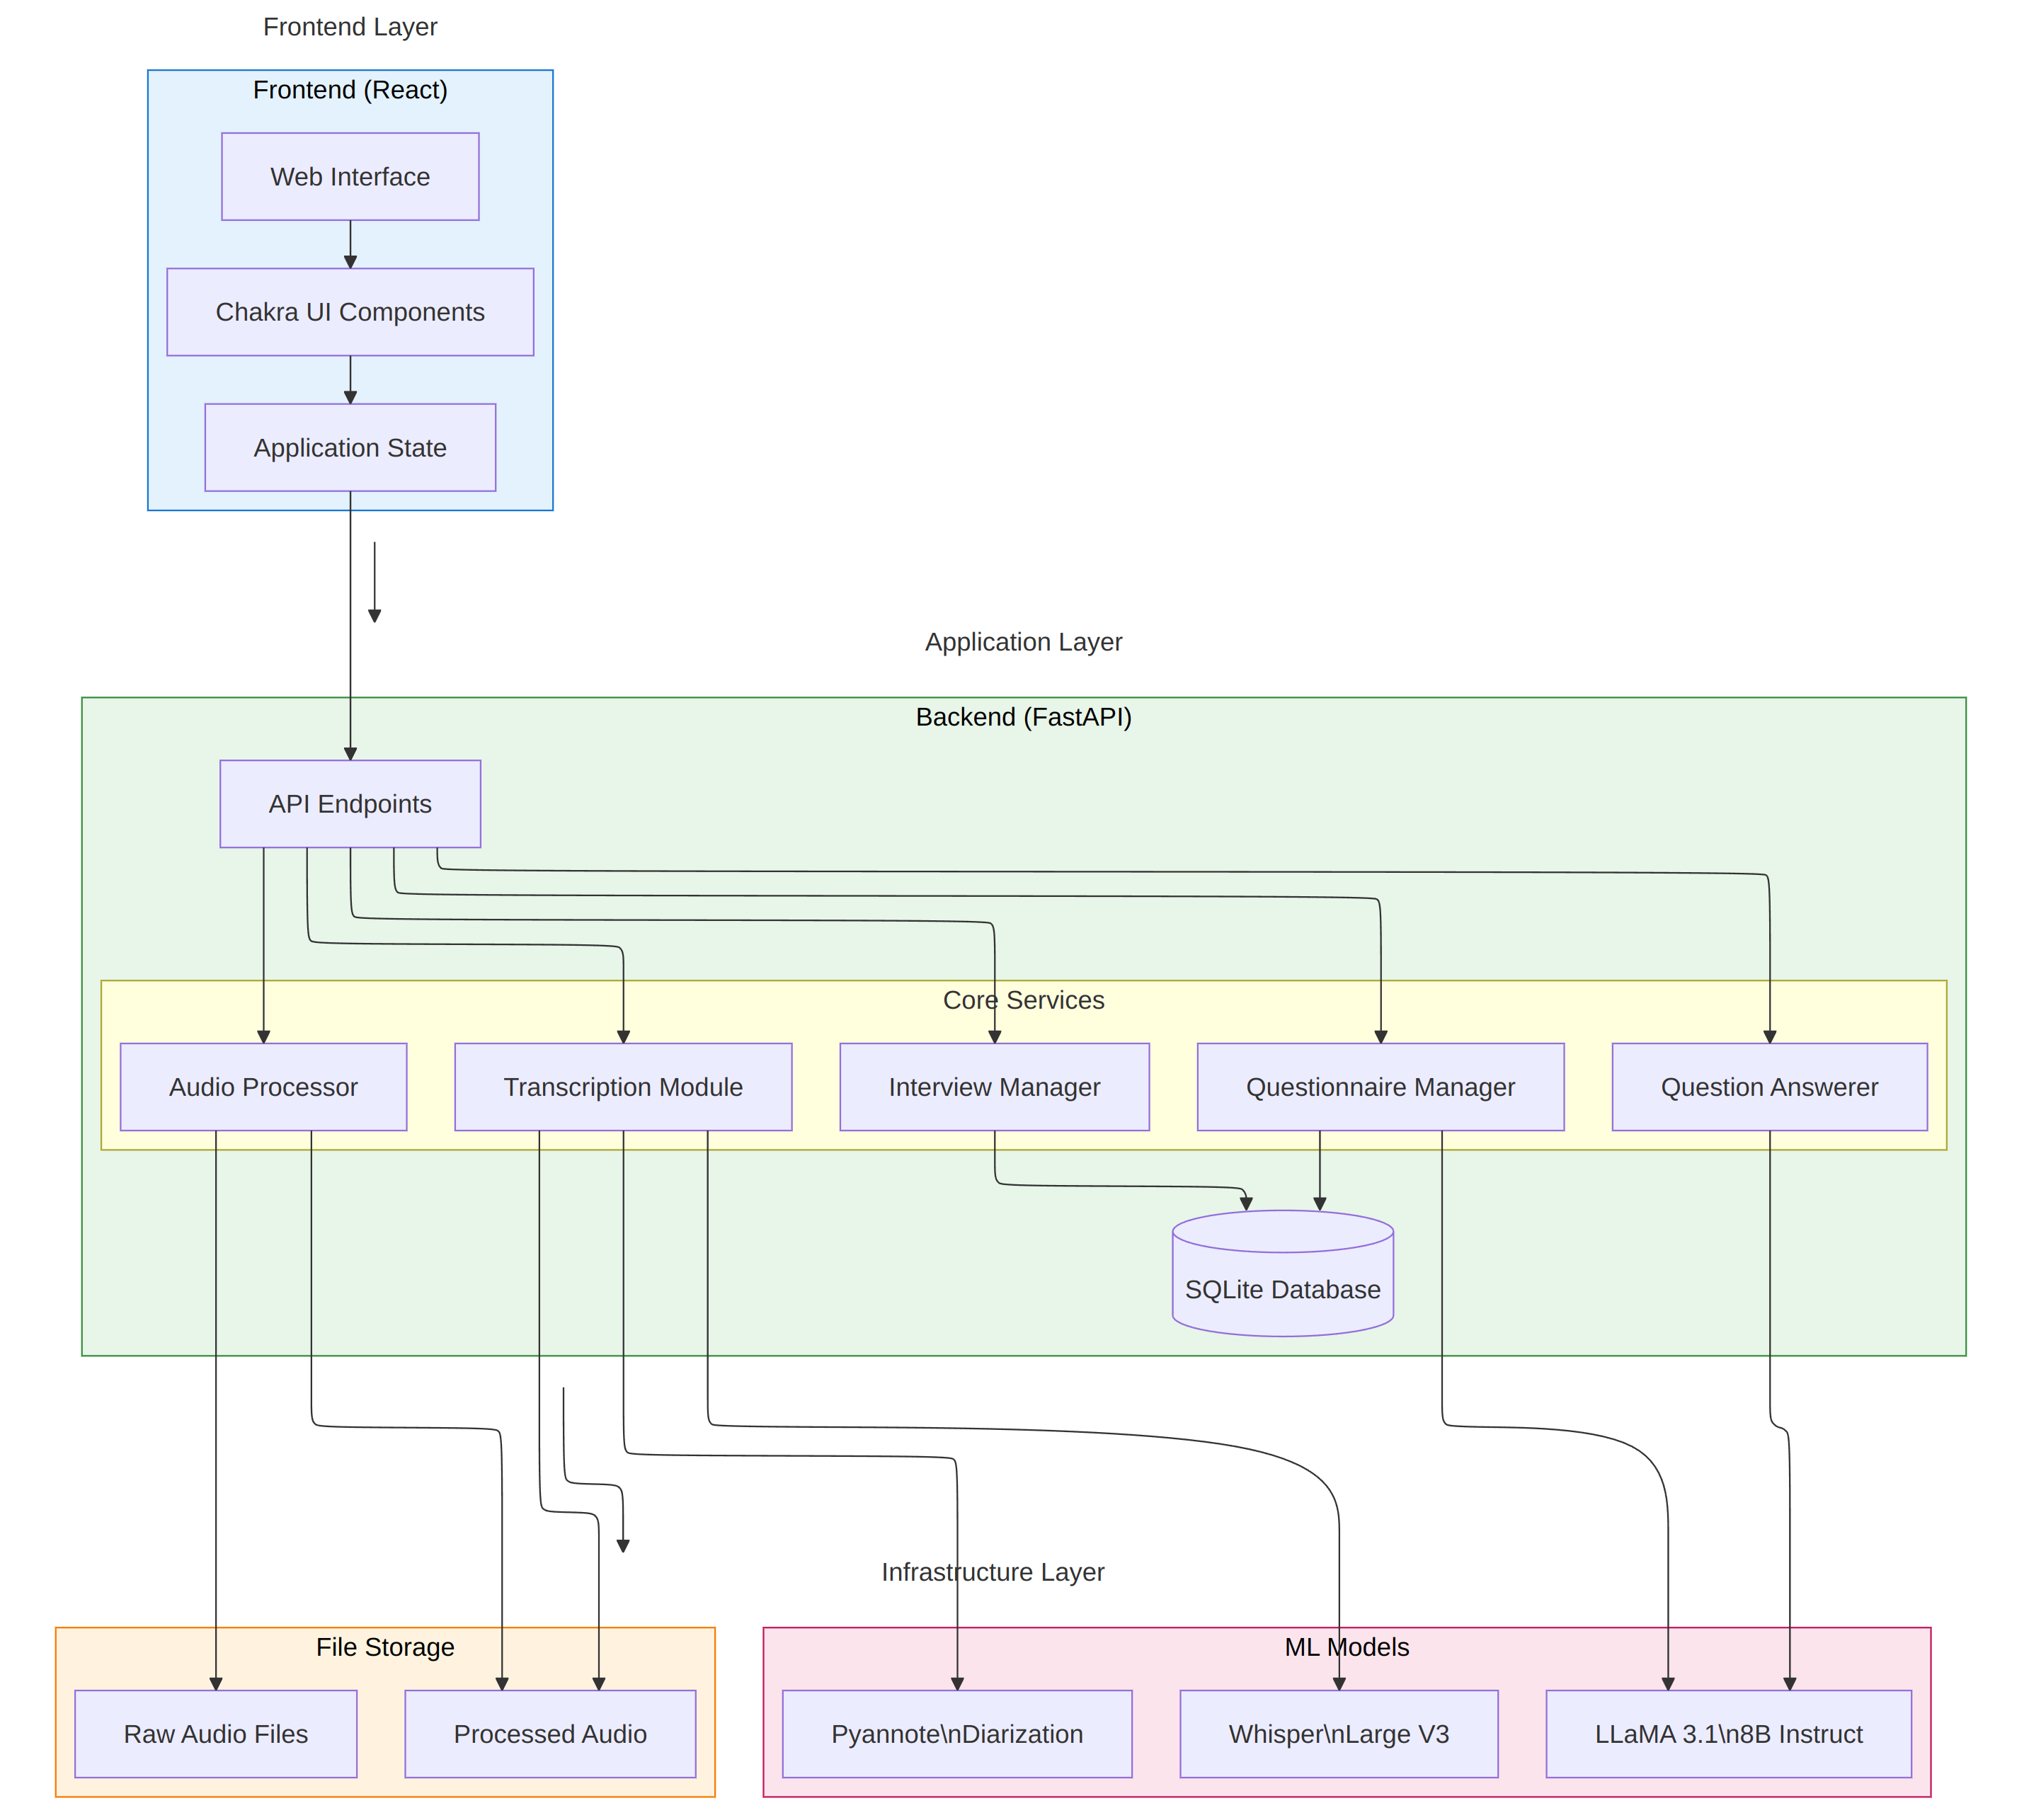 Frontend Layer
Frontend (React)
Web Interface
Chakra UI Components
Application State
Application Layer
Backend (FastAPI)
API Endpoints
Core Services
Audio Processor
Transcription Module
Interview Manager
Questionnaire Manager
Question Answerer
SQLite Database
Infrastructure Layer
File Storage
ML Models
Raw Audio Files
Processed Audio
Pyannote\nDiarization
Whisper\nLarge V3
LLaMA 3.1\n8B Instruct